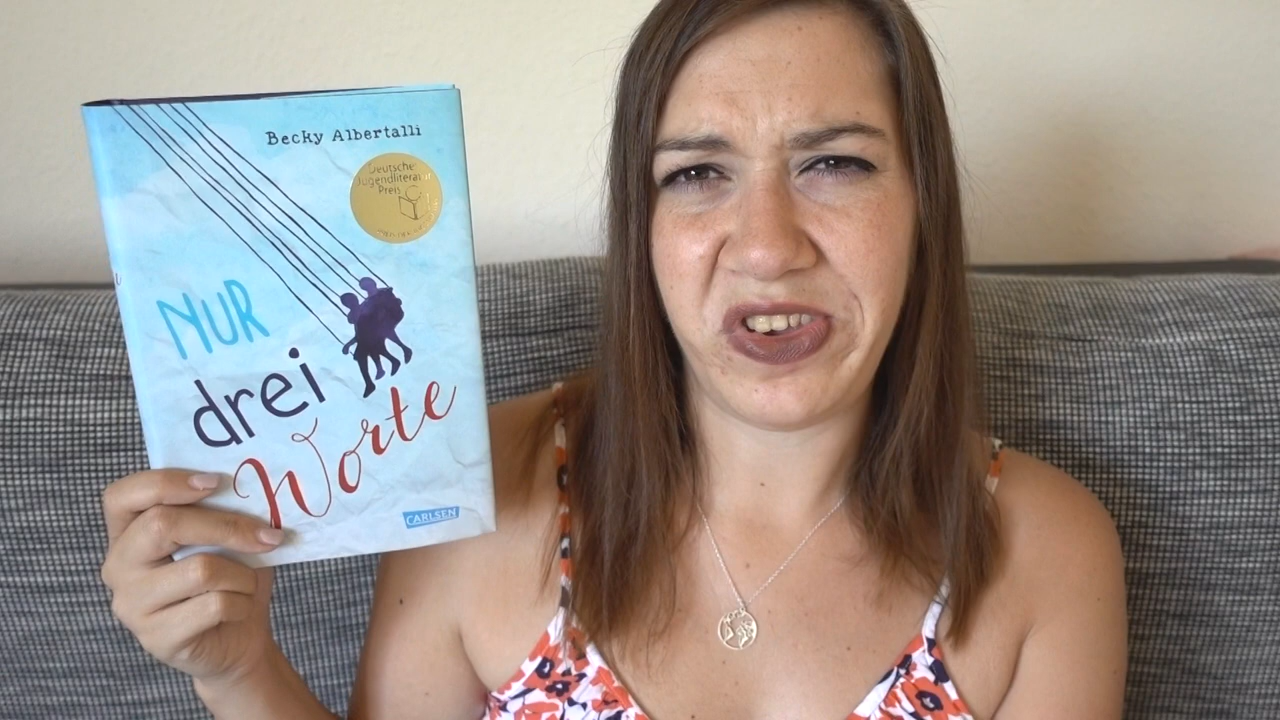 Becky Albertalli
Deutscher
Jugendliteratur
Preis
NUR
drei
Worte
CARLSEN